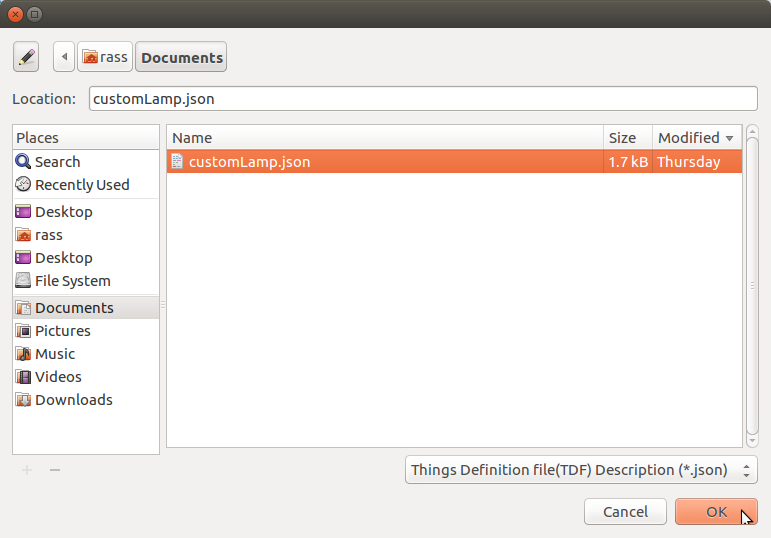 rass Documents
Location: customLamp.json
Places
Search
Recently Used
Desktop
rass
Desktop
File System
Documents
Pictures
Music
Videos
Downloads
Name Size Modified
customLamp.json 1.7 kB Thursday
Things Definition file(TDF) Description (*.json)
Cancel OK